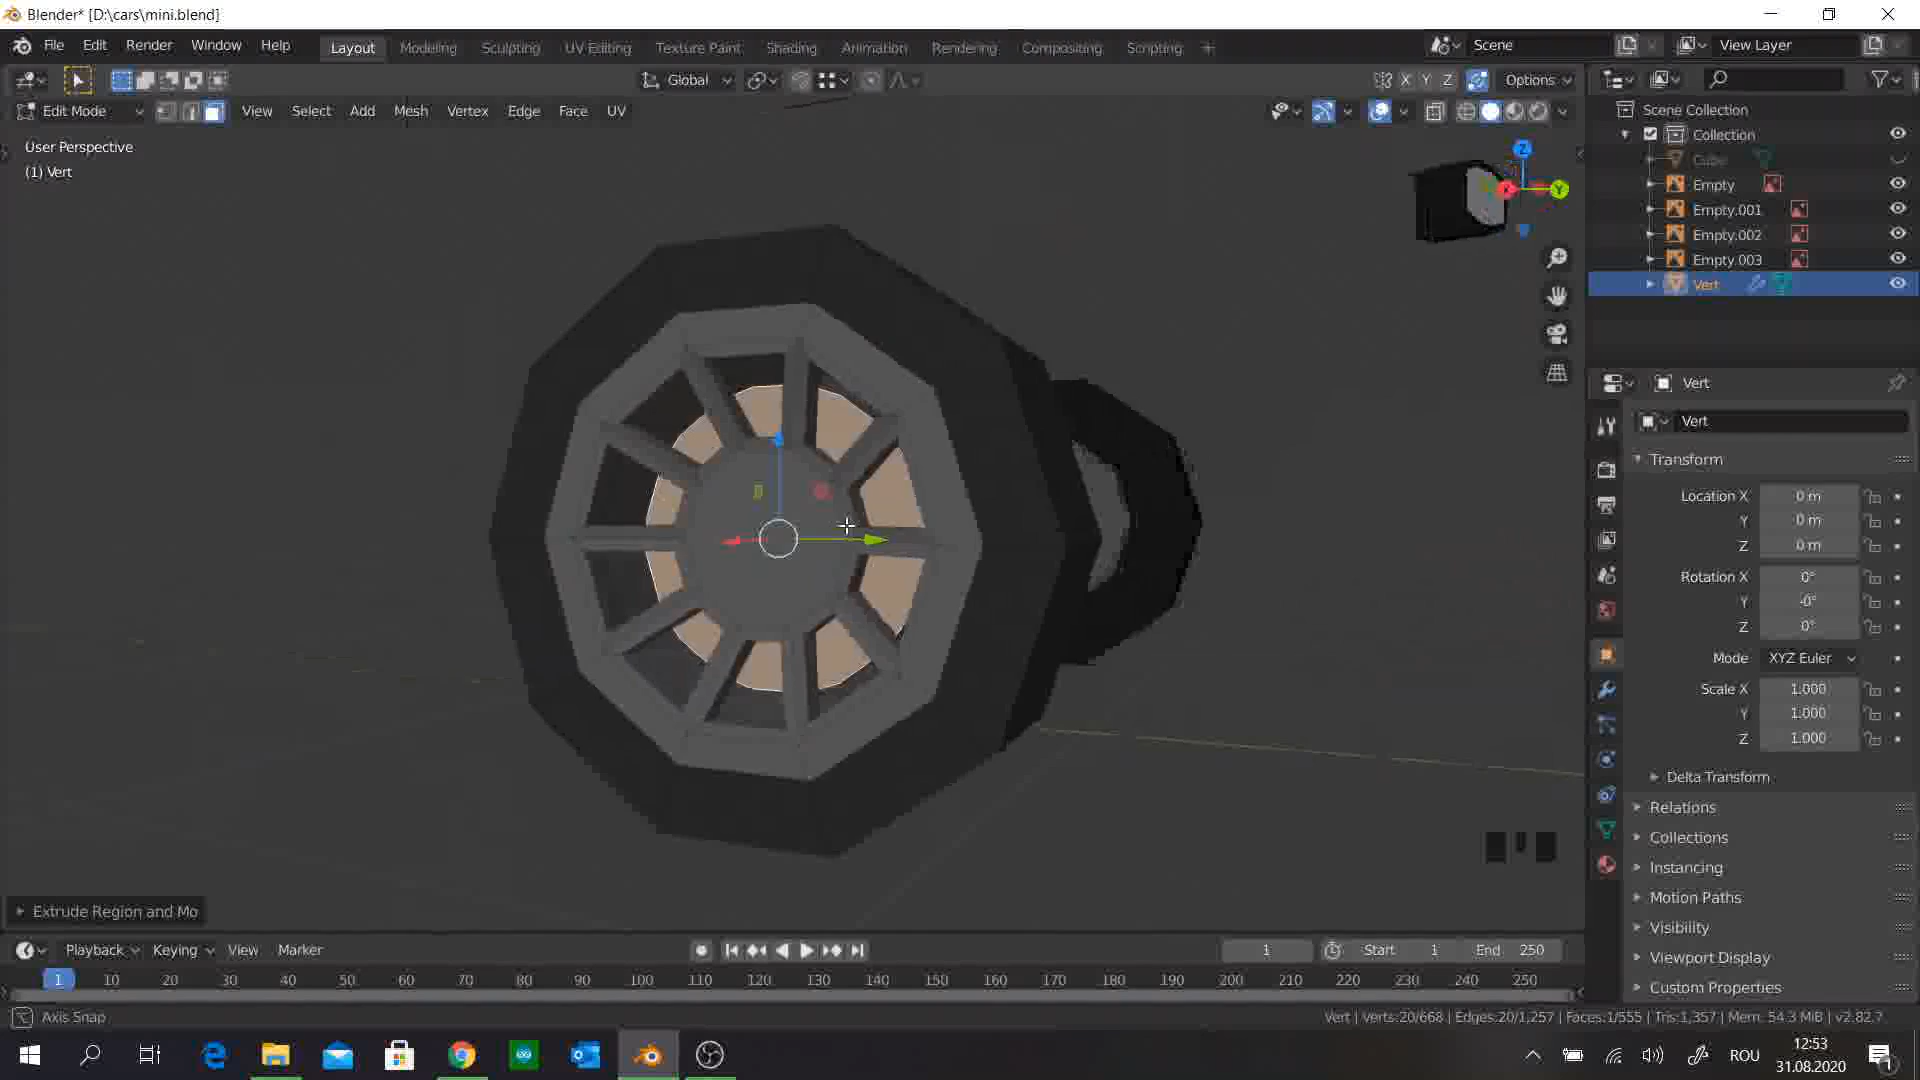 Blender* [D:\cars\mini.blend]
File Edit Render Window Help Layout Modeling Sculpting UV Editing Texture Paint Shading Animation Rendering Compositing Scripting + Scene View Layer
Global X Y Z Options
Edit Mode View Select Add Mesh Vertex Edge Face UV
User Perspective
(1) Vert
Z
X
Y
Scene Collection
Collection
Cube
Empty
Empty.001
Empty.002
Empty.003
Vert
Vert
Vert
Transform
Location X 0 m
Y 0 m
Z 0 m
Rotation X 0°
Y -0°
Z 0°
Mode XYZ Euler
Scale X 1.000
Y 1.000
Z 1.000
Delta Transform
Relations
Collections
Instancing
Motion Paths
Visibility
Viewport Display
Custom Properties
Extrude Region and Mo
Playback Keying View Marker 1 Start 1 End 250
1 10 20 30 40 50 60 70 80 90 100 110 120 130 140 150 160 170 180 190 200 210 220 230 240 250
Axis Snap
Vert | Verts:20/668 | Edges:20/1,257 | Faces:1/555 | Tris:1,357 | Mem: 54.3 MiB | v2.82.7
ROU
12:53
31.08.2020
1